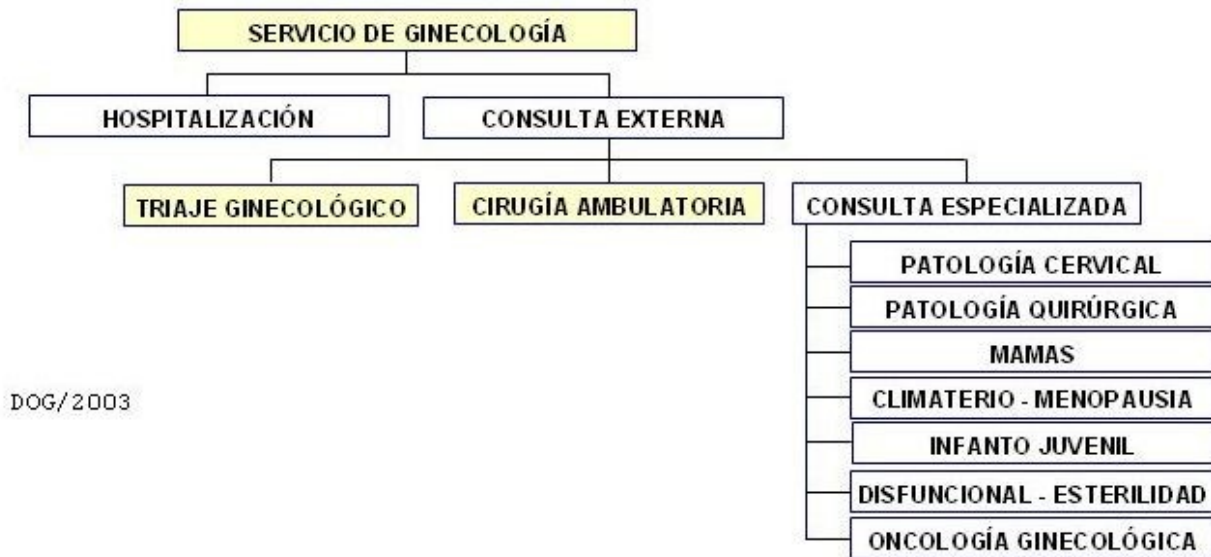 SERVICIO DE GINECOLOGÍA
HOSPITALIZACIÓN
CONSULTA EXTERNA
TRIAJE GINECOLÓGICO
CIRUGÍA AMBULATORIA
CONSULTA ESPECIALIZADA
PATOLOGÍA CERVICAL
PATOLOGÍA QUIRÚRGICA
MAMAS
CLIMATERIO - MENOPAUSIA
INFANTO JUVENIL
DISFUNCIONAL - ESTERILIDAD
ONCOLOGÍA GINECOLÓGICA
DOG/2003